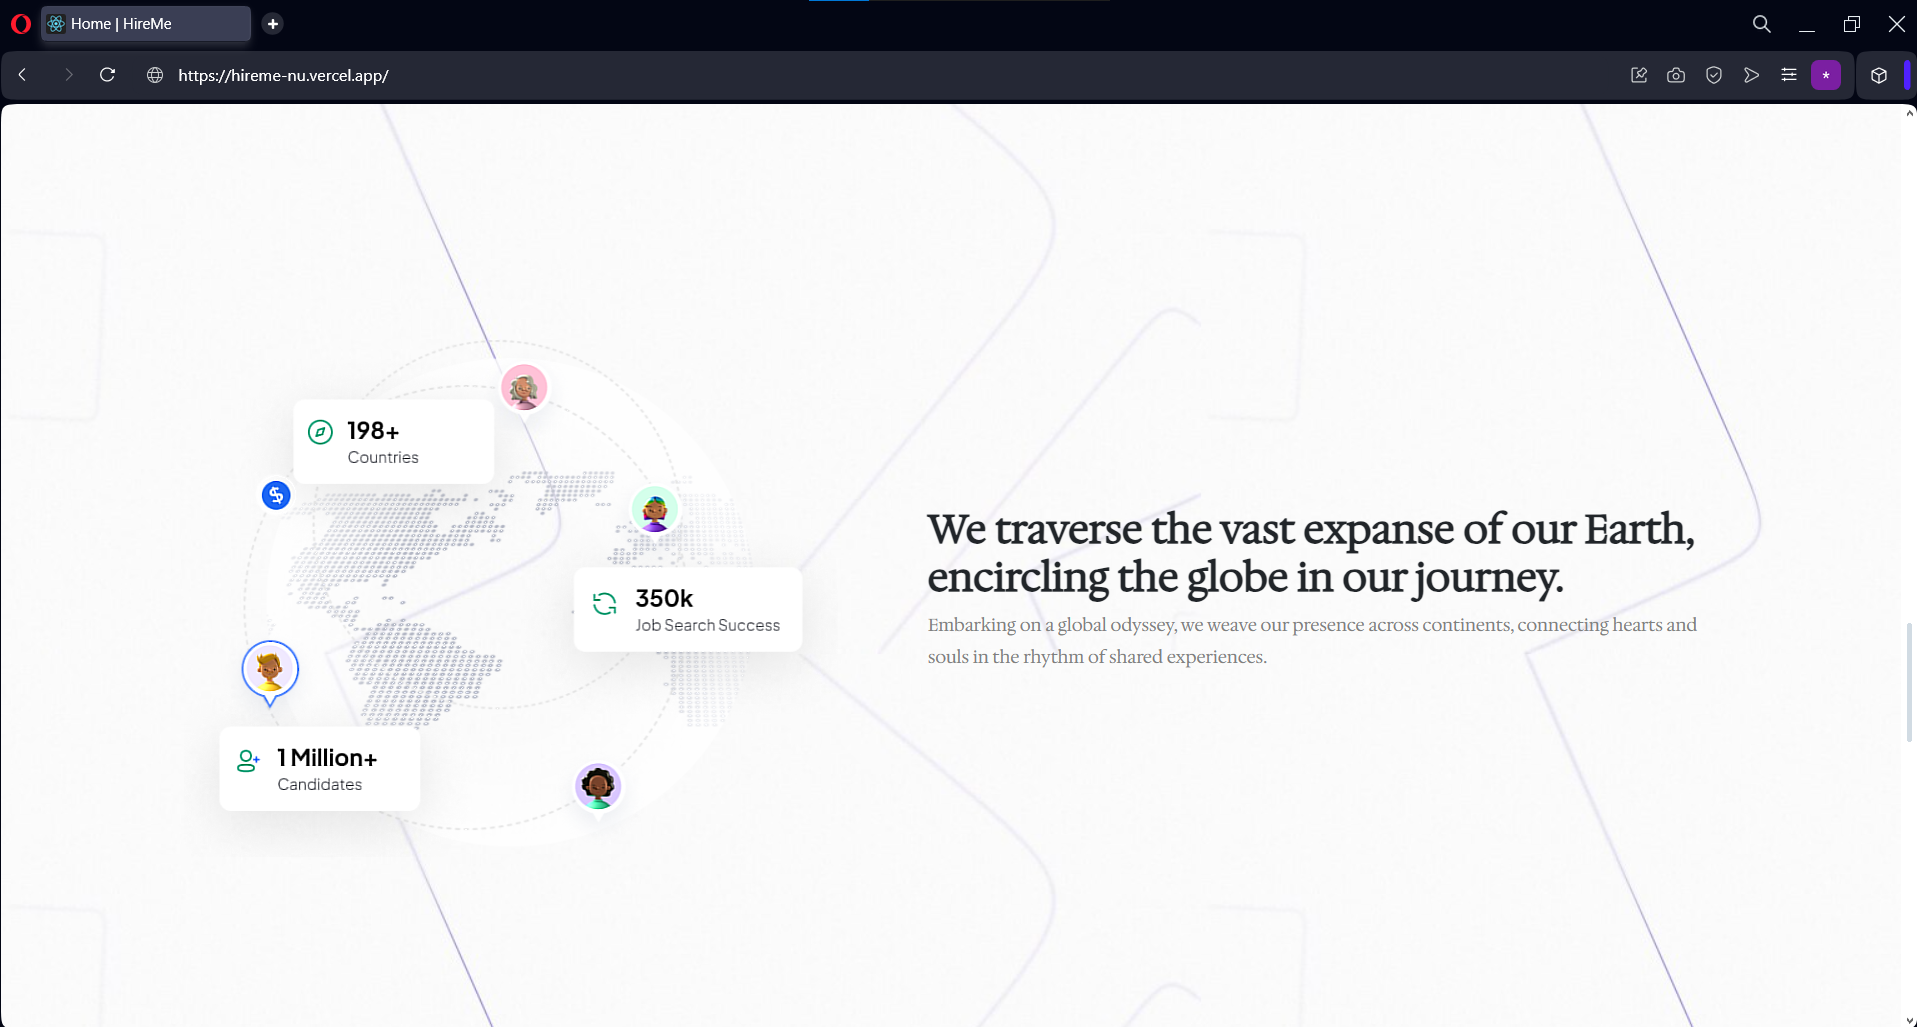 Home | HireMe
https://hireme-nu.vercel.app/
198+
Countries
350k
Job Search Success
1 Million+
Candidates
We traverse the vast expanse of our Earth,
encircling the globe in our journey.
Embarking on a global odyssey, we weave our presence across continents, connecting hearts and
souls in the rhythm of shared experiences.